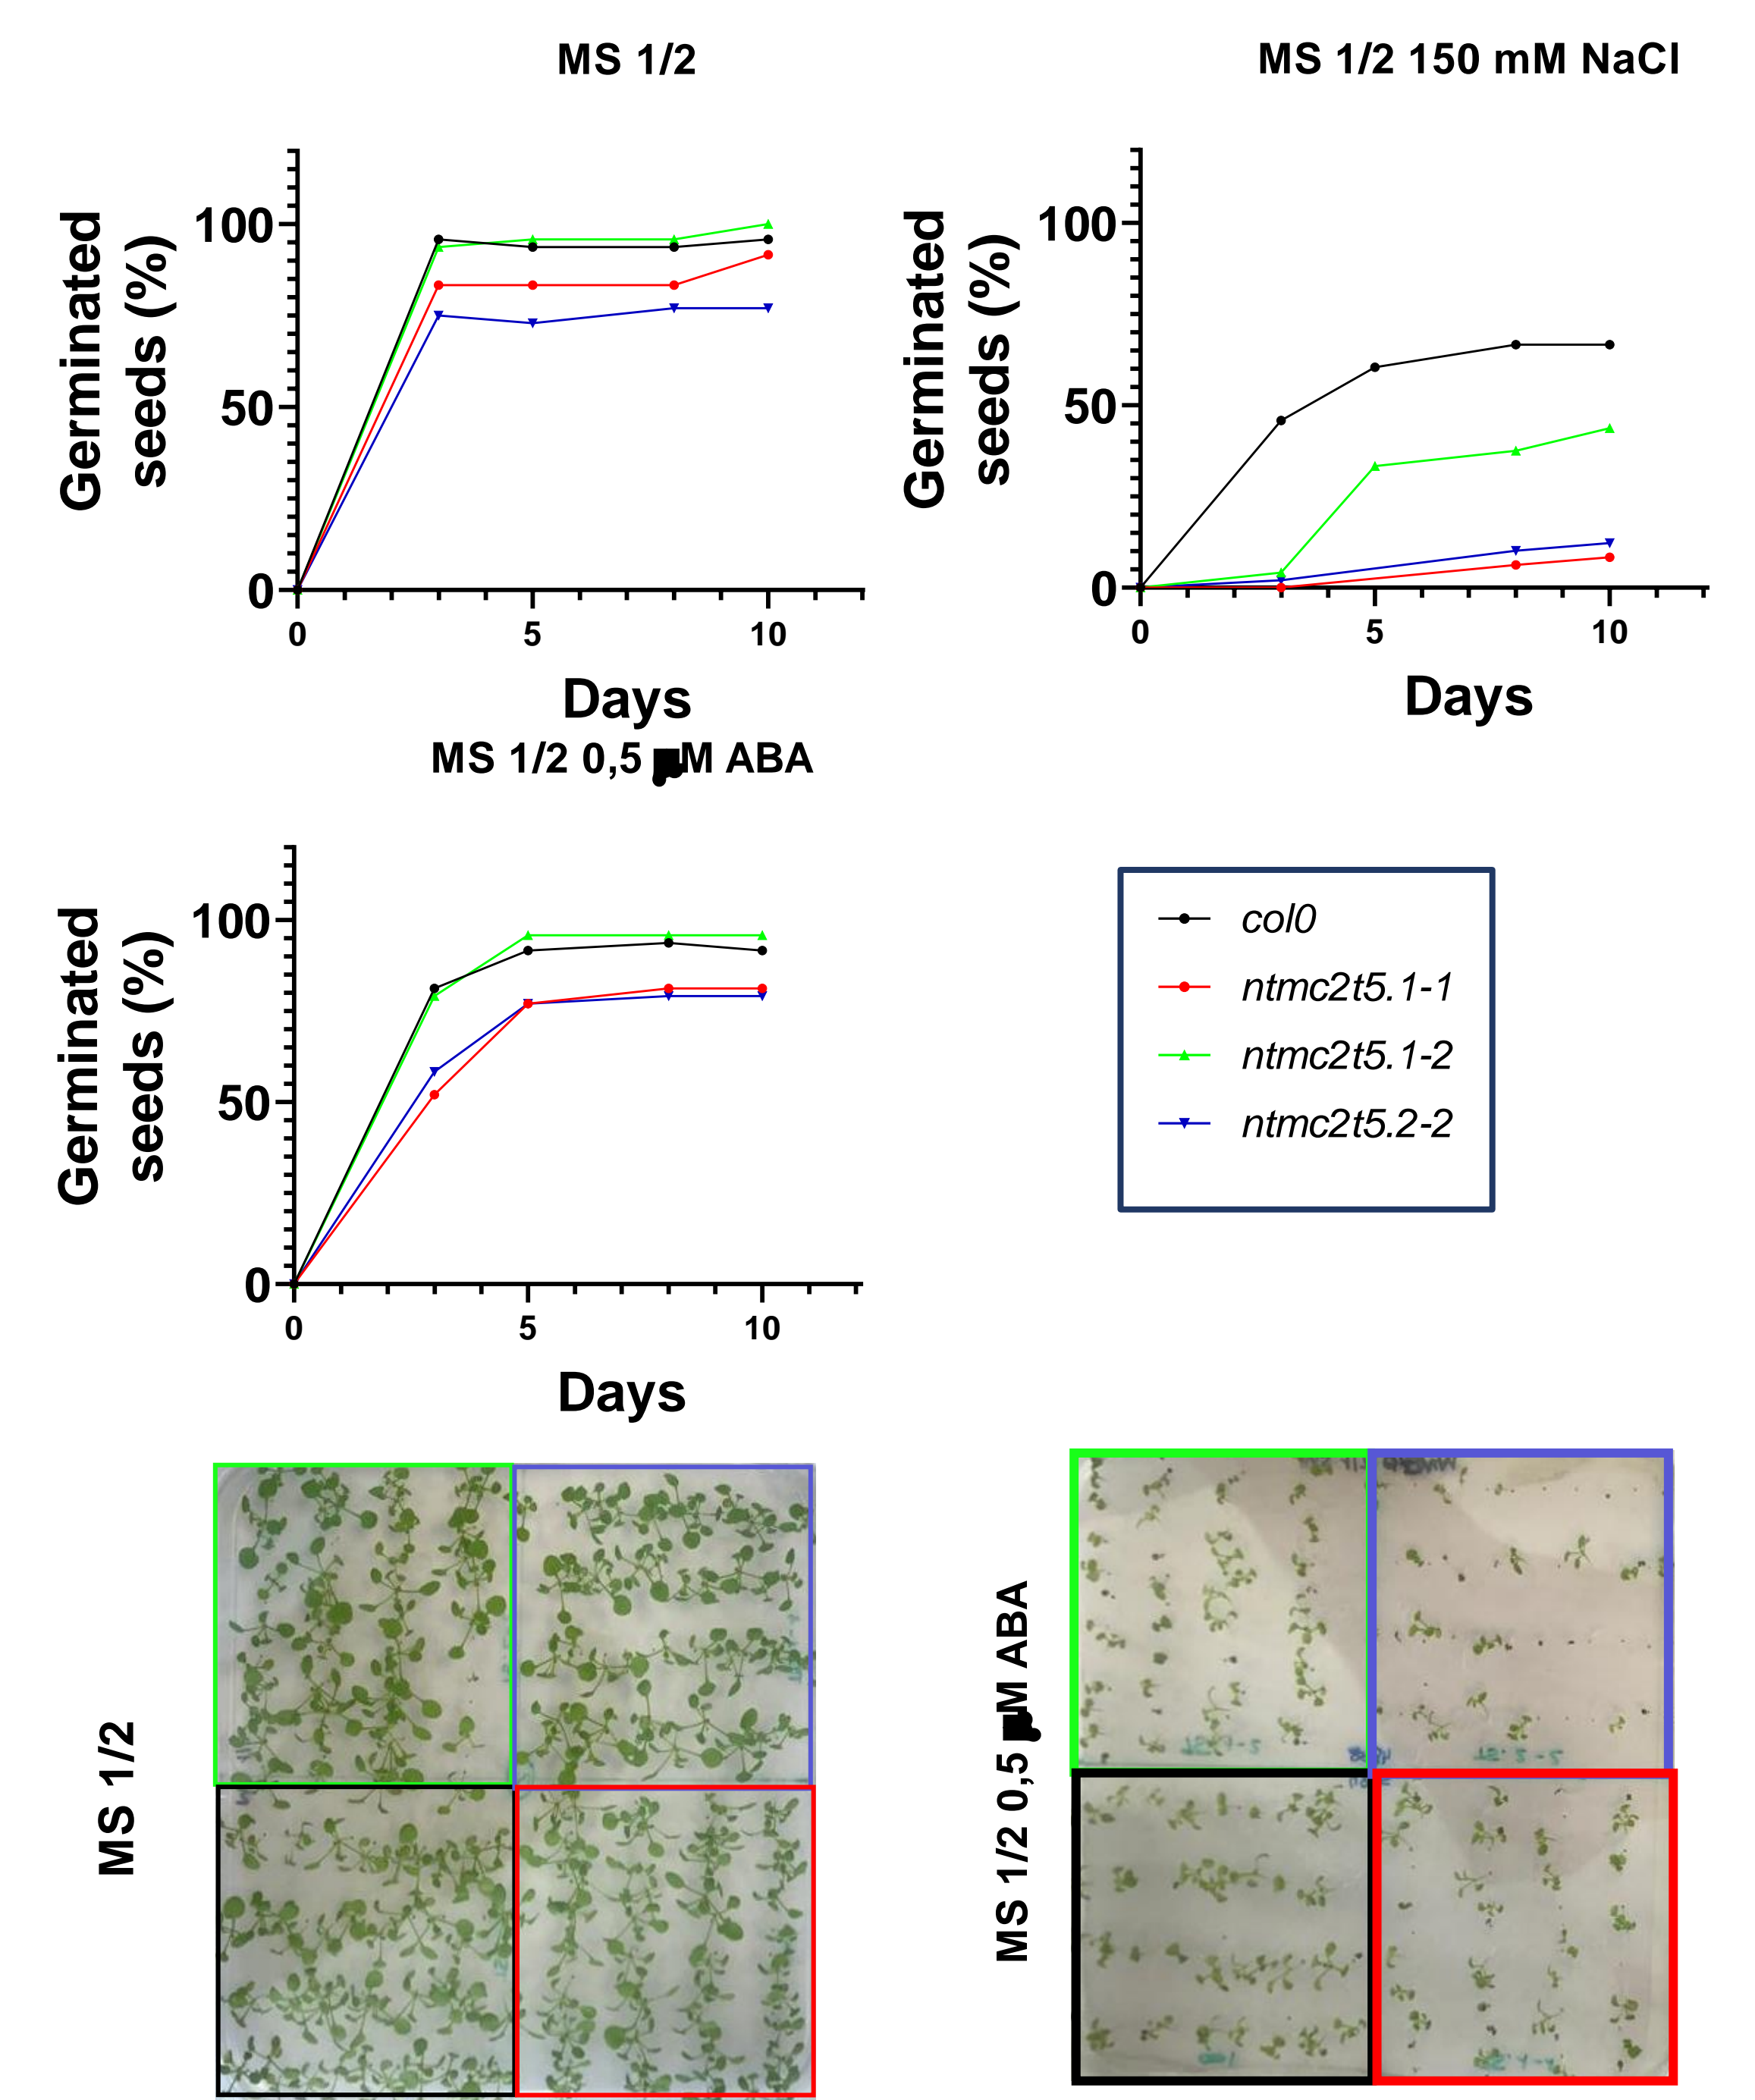 MS 1/2
MS 1/2 150 mM NaCl
Germinated
seeds (%)
100
50
0
0 5 10
Days
Germinated
seeds (%)
100
50
0
0 5 10
Days
MS 1/2 0,5 µM ABA
Germinated
seeds (%)
100
50
0
0 5 10
Days
col0
ntmc2t5.1-1
ntmc2t5.1-2
ntmc2t5.2-2
MS 1/2
MS 1/2 0,5 µM ABA